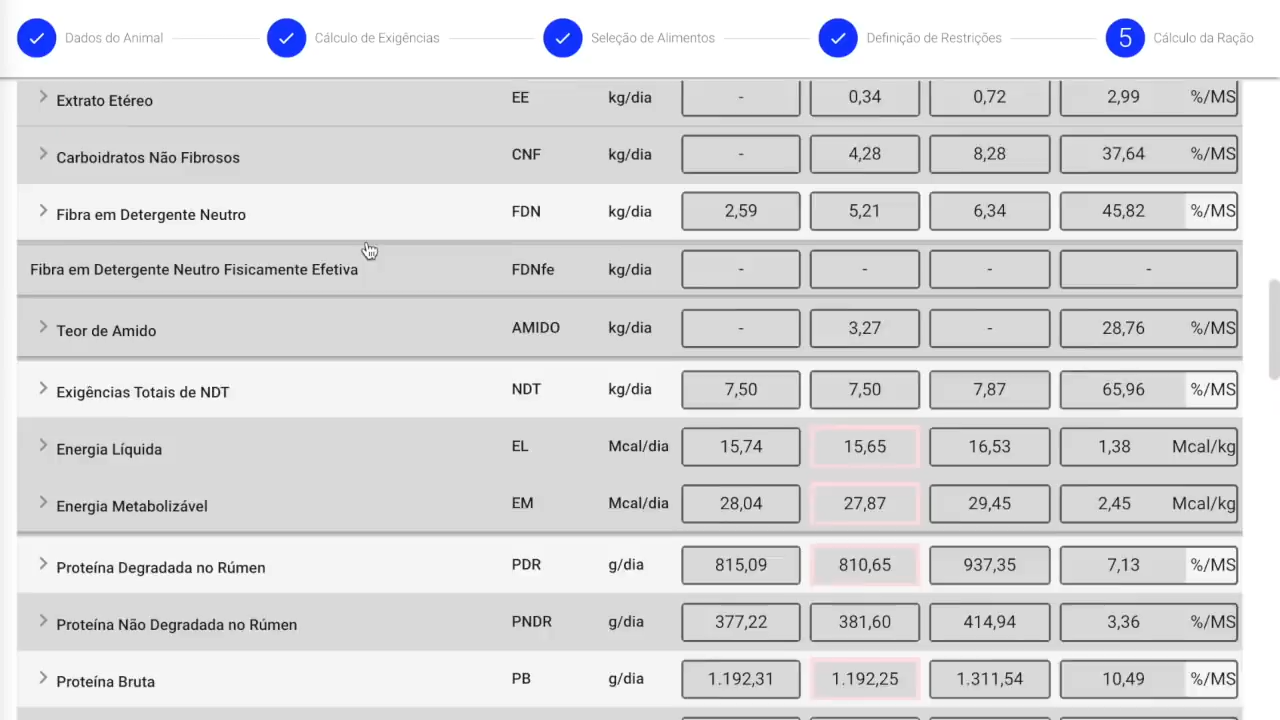 Dados do Animal Cálculo de Exigências Seleção de Alimentos Definição de Restrições 5 Cálculo da Ração
Extrato Etéreo EE kg/dia - 0,34 0,72 2,99 %/MS
Carboidratos Não Fibrosos CNF kg/dia - 4,28 8,28 37,64 %/MS
Fibra em Detergente Neutro FDN kg/dia 2,59 5,21 6,34 45,82 %/MS
Fibra em Detergente Neutro Fisicamente Efetiva FDNfe kg/dia - - - -
Teor de Amido AMIDO kg/dia - 3,27 - 28,76 %/MS
Exigências Totais de NDT NDT kg/dia 7,50 7,50 7,87 65,96 %/MS
Energia Líquida EL Mcal/dia 15,74 15,65 16,53 1,38 Mcal/kg
Energia Metabolizável EM Mcal/dia 28,04 27,87 29,45 2,45 Mcal/kg
Proteína Degradada no Rúmen PDR g/dia 815,09 810,65 937,35 7,13 %/MS
Proteína Não Degradada no Rúmen PNDR g/dia 377,22 381,60 414,94 3,36 %/MS
Proteína Bruta PB g/dia 1.192,31 1.192,25 1.311,54 10,49 %/MS